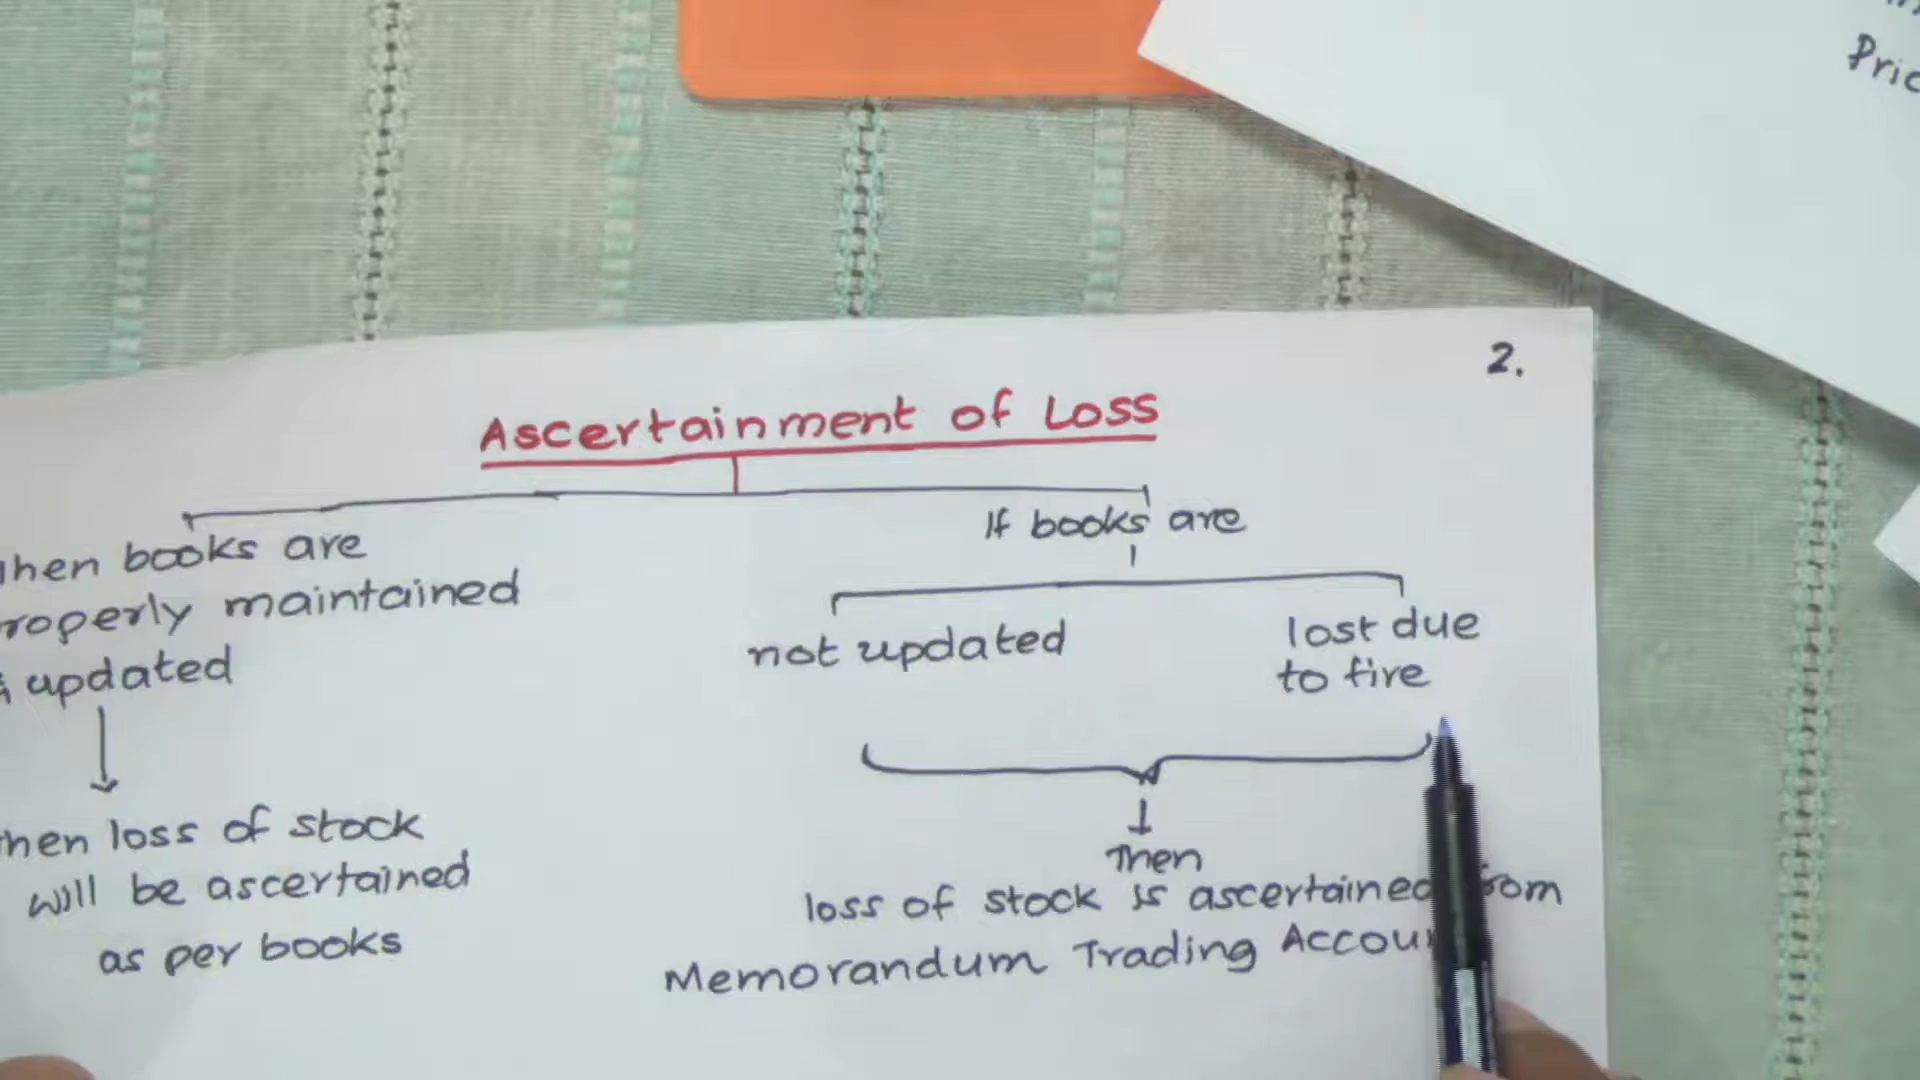 Pric
2.
Ascertainment of Loss
hen books are
roperly maintained
& updated
hen loss of stock
will be ascertained
as per books
If books are
not updated
lost due
to fire
Then
loss of stock is ascertained from
Memorandum Trading Accou